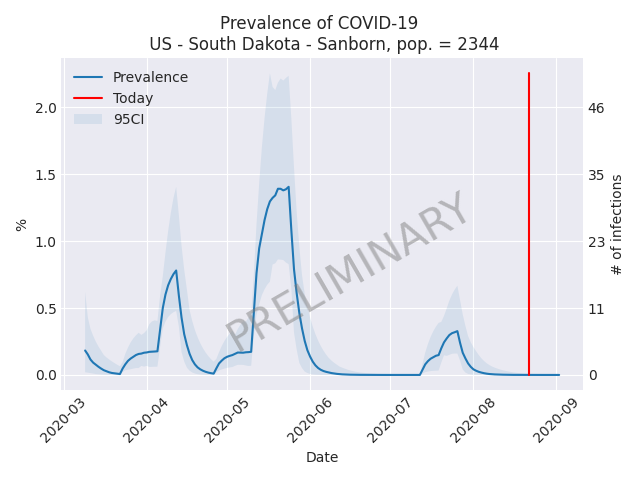 Prevalence of COVID-19
US - South Dakota - Sanborn, pop. = 2344
Prevalence
Today
95CI
%
2.0
1.5
1.0
0.5
0.0
46
35
23
11
0
# of infections
PRELIMINARY
2020-03
2020-04
2020-05
2020-06
2020-07
2020-08
2020-09
Date